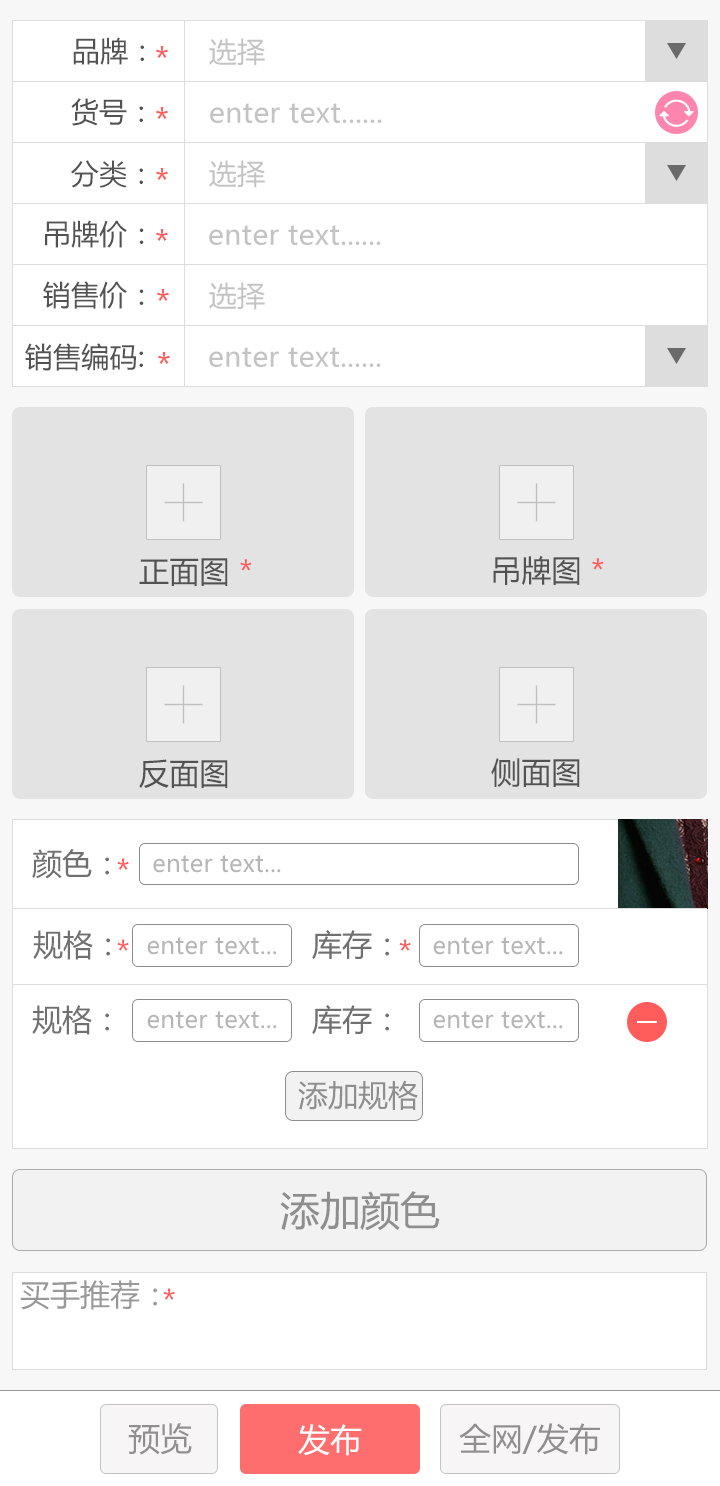 品牌：* 选择
货号：* enter text......
分类：* 选择
吊牌价：* enter text......
销售价：* 选择
销售编码: * enter text......
正面图 * 吊牌图 *
反面图 侧面图
颜色：* enter text...
规格：* enter text... 库存：* enter text...
规格： enter text... 库存： enter text...
添加规格
添加颜色
买手推荐：*
预览 发布 全网/发布